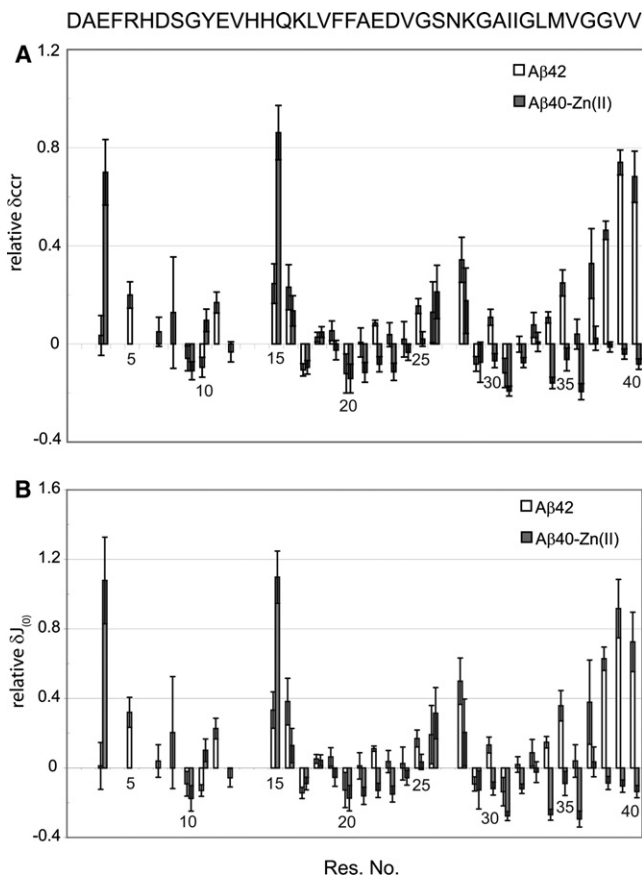 DAEFRHDSGYEVHHQKLVFFAEDVGSNKGAIIGLMVGGVV
A
1.2
0.8
0.4
0
-0.4
relative δccr
Aβ42
Aβ40-Zn(II)
5
10
15
20
25
30
35
40
B
1.6
1.2
0.8
0.4
0
-0.4
relative δJ(0)
Aβ42
Aβ40-Zn(II)
5
10
15
20
25
30
35
40
Res. No.